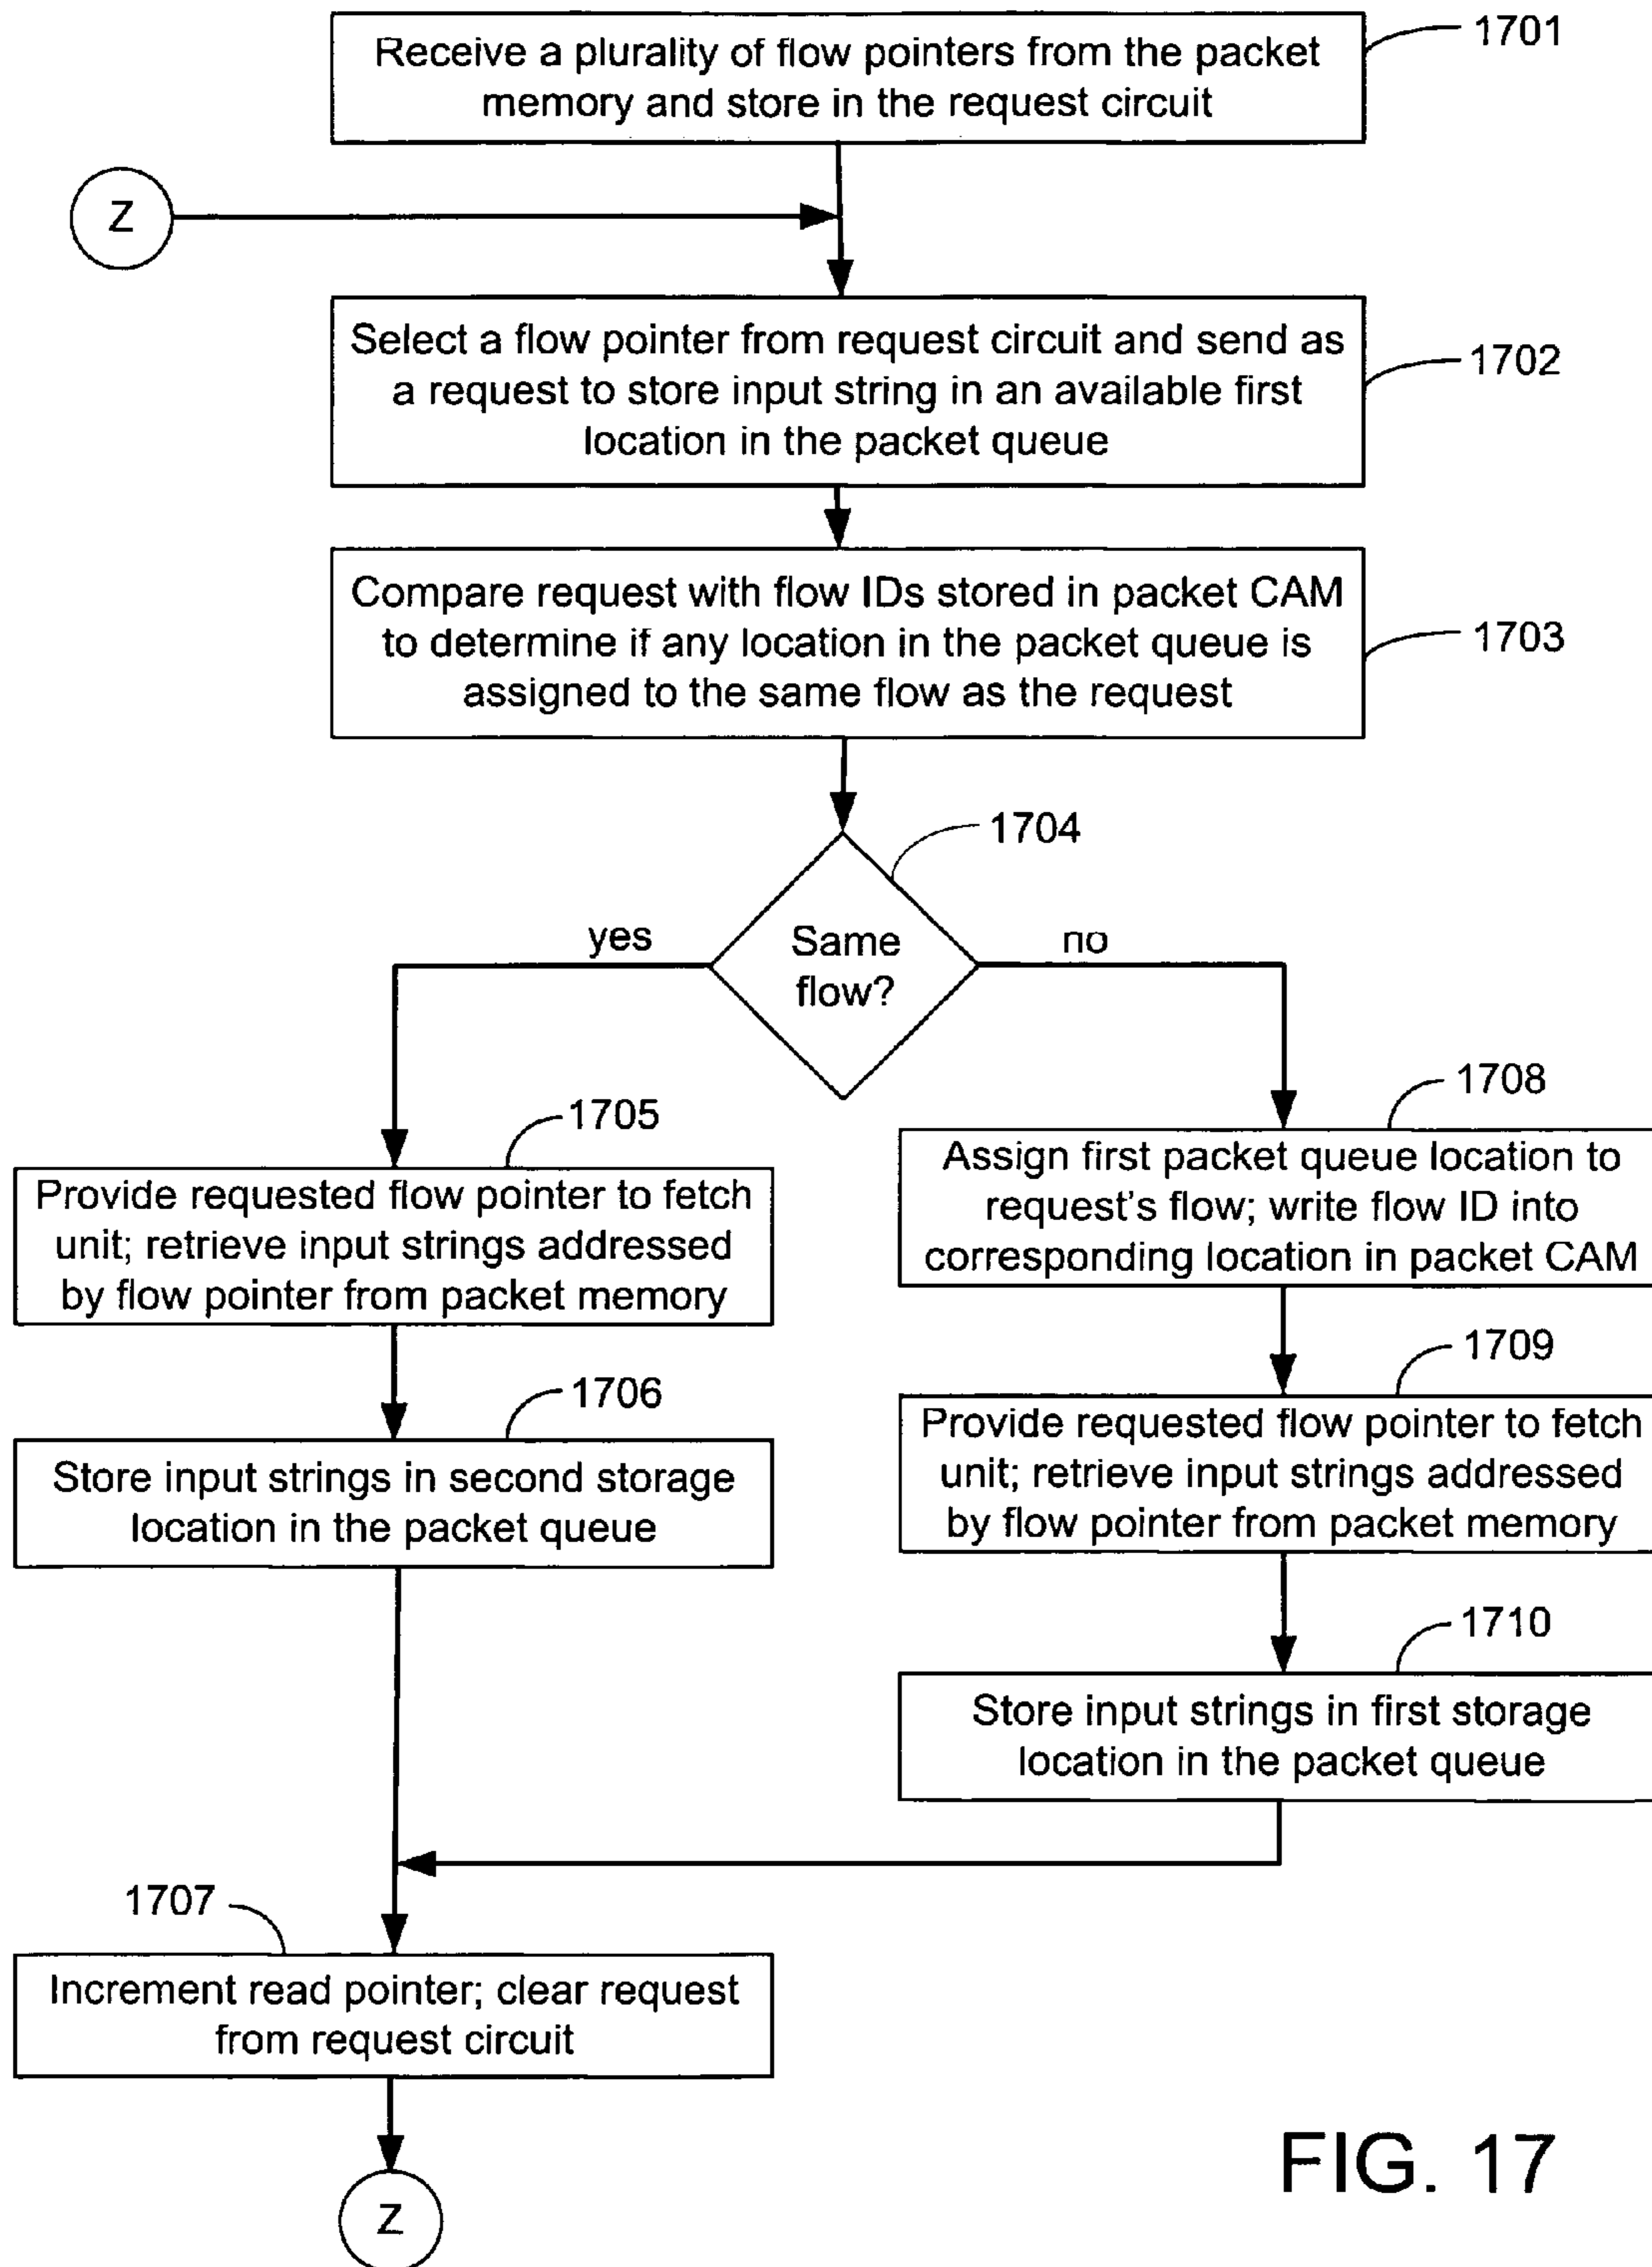 Receive a plurality of flow pointers from the packet
memory and store in the request circuit
1701
Z
Select a flow pointer from request circuit and send as
a request to store input string in an available first
location in the packet queue
1702
Compare request with flow IDs stored in packet CAM
to determine if any location in the packet queue is
assigned to the same flow as the request
1703
1704
Same
flow?
yes
no
1705
Provide requested flow pointer to fetch
unit; retrieve input strings addressed
by flow pointer from packet memory
1706
Store input strings in second storage
location in the packet queue
1708
Assign first packet queue location to
request's flow; write flow ID into
corresponding location in packet CAM
1709
Provide requested flow pointer to fetch
unit; retrieve input strings addressed
by flow pointer from packet memory
1710
Store input strings in first storage
location in the packet queue
1707
Increment read pointer; clear request
from request circuit
Z
FIG. 17